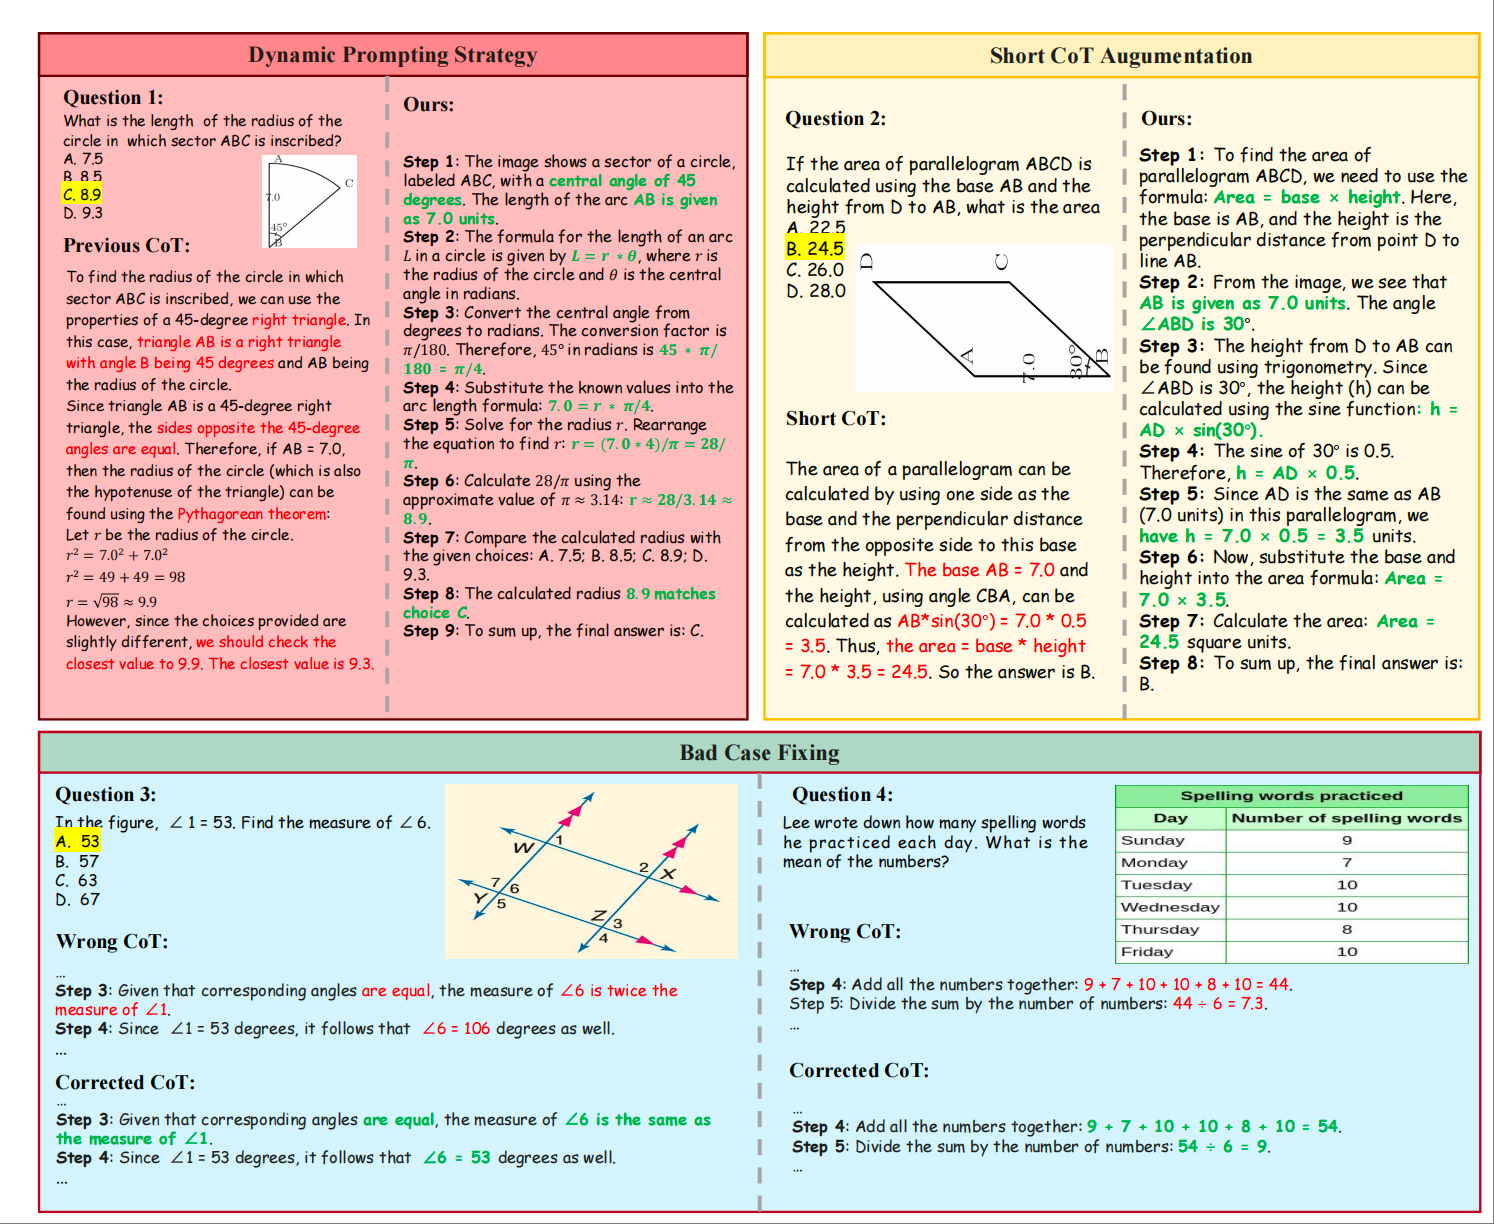 Dynamic Prompting Strategy
Question 1:
What is the length of the radius of the
circle in which sector ABC is inscribed?
A. 7.5
B. 8.5
C. 8.9
D. 9.3
A
C
7.0
45°
B
Previous CoT:
To find the radius of the circle in which
sector ABC is inscribed, we can use the
properties of a 45-degree right triangle. In
this case, triangle AB is a right triangle
with angle B being 45 degrees and AB being
the radius of the circle.
Since triangle AB is a 45-degree right
triangle, the sides opposite the 45-degree
angles are equal. Therefore, if AB = 7.0,
then the radius of the circle (which is also
the hypotenuse of the triangle) can be
found using the Pythagorean theorem:
Let r be the radius of the circle.
r² = 7.0² + 7.0²
r² = 49 + 49 = 98
r = √98 ≈ 9.9
However, since the choices provided are
slightly different, we should check the
closest value to 9.9. The closest value is 9.3.
Ours:
Step 1: The image shows a sector of a circle,
labeled ABC, with a central angle of 45
degrees. The length of the arc AB is given
as 7.0 units.
Step 2: The formula for the length of an arc
L in a circle is given by L = r * θ, where r is
the radius of the circle and θ is the central
angle in radians.
Step 3: Convert the central angle from
degrees to radians. The conversion factor is
π/180. Therefore, 45° in radians is 45 * π/
180 = π/4.
Step 4: Substitute the known values into the
arc length formula: 7.0 = r * π/4.
Step 5: Solve for the radius r. Rearrange
the equation to find r: r = (7.0 * 4)/π = 28/
π.
Step 6: Calculate 28/π using the
approximate value of π ≈ 3.14: r ≈ 28/3.14 ≈
8.9.
Step 7: Compare the calculated radius with
the given choices: A. 7.5; B. 8.5; C. 8.9; D.
9.3.
Step 8: The calculated radius 8.9 matches
choice C.
Step 9: To sum up, the final answer is: C.
Short CoT Augumentation
Question 2:
If the area of parallelogram ABCD is
calculated using the base AB and the
height from D to AB, what is the area
A. 22.5
B. 24.5
C. 26.0
D. 28.0
D
C
A
7.0
30°
B
Short CoT:
The area of a parallelogram can be
calculated by using one side as the
base and the perpendicular distance
from the opposite side to this base
as the height. The base AB = 7.0 and
the height, using angle CBA, can be
calculated as AB*sin(30°) = 7.0 * 0.5
= 3.5. Thus, the area = base * height
= 7.0 * 3.5 = 24.5. So the answer is B.
Ours:
Step 1: To find the area of
parallelogram ABCD, we need to use the
formula: Area = base × height. Here,
the base is AB, and the height is the
perpendicular distance from point D to
line AB.
Step 2: From the image, we see that
AB is given as 7.0 units. The angle
∠ABD is 30°.
Step 3: The height from D to AB can
be found using trigonometry. Since
∠ABD is 30°, the height (h) can be
calculated using the sine function: h =
AD × sin(30°).
Step 4: The sine of 30° is 0.5.
Therefore, h = AD × 0.5.
Step 5: Since AD is the same as AB
(7.0 units) in this parallelogram, we
have h = 7.0 × 0.5 = 3.5 units.
Step 6: Now, substitute the base and
height into the area formula: Area =
7.0 × 3.5.
Step 7: Calculate the area: Area =
24.5 square units.
Step 8: To sum up, the final answer is:
B.
Bad Case Fixing
Question 3:
In the figure, ∠ 1 = 53. Find the measure of ∠ 6.
A. 53
B. 57
C. 63
D. 67
W
1
2
X
7
6
Y
5
Z
3
4
Wrong CoT:
...
Step 3: Given that corresponding angles are equal, the measure of ∠6 is twice the
measure of ∠1.
Step 4: Since ∠1 = 53 degrees, it follows that ∠6 = 106 degrees as well.
...
Corrected CoT:
...
Step 3: Given that corresponding angles are equal, the measure of ∠6 is the same as
the measure of ∠1.
Step 4: Since ∠1 = 53 degrees, it follows that ∠6 = 53 degrees as well.
...
Question 4:
Lee wrote down how many spelling words
he practiced each day. What is the
mean of the numbers?
Spelling words practiced
Day Number of spelling words
Sunday 9
Monday 7
Tuesday 10
Wednesday 10
Thursday 8
Friday 10
Wrong CoT:
...
Step 4: Add all the numbers together: 9 + 7 + 10 + 10 + 8 + 10 = 44.
Step 5: Divide the sum by the number of numbers: 44 ÷ 6 = 7.3.
...
Corrected CoT:
...
Step 4: Add all the numbers together: 9 + 7 + 10 + 10 + 8 + 10 = 54.
Step 5: Divide the sum by the number of numbers: 54 ÷ 6 = 9.
...